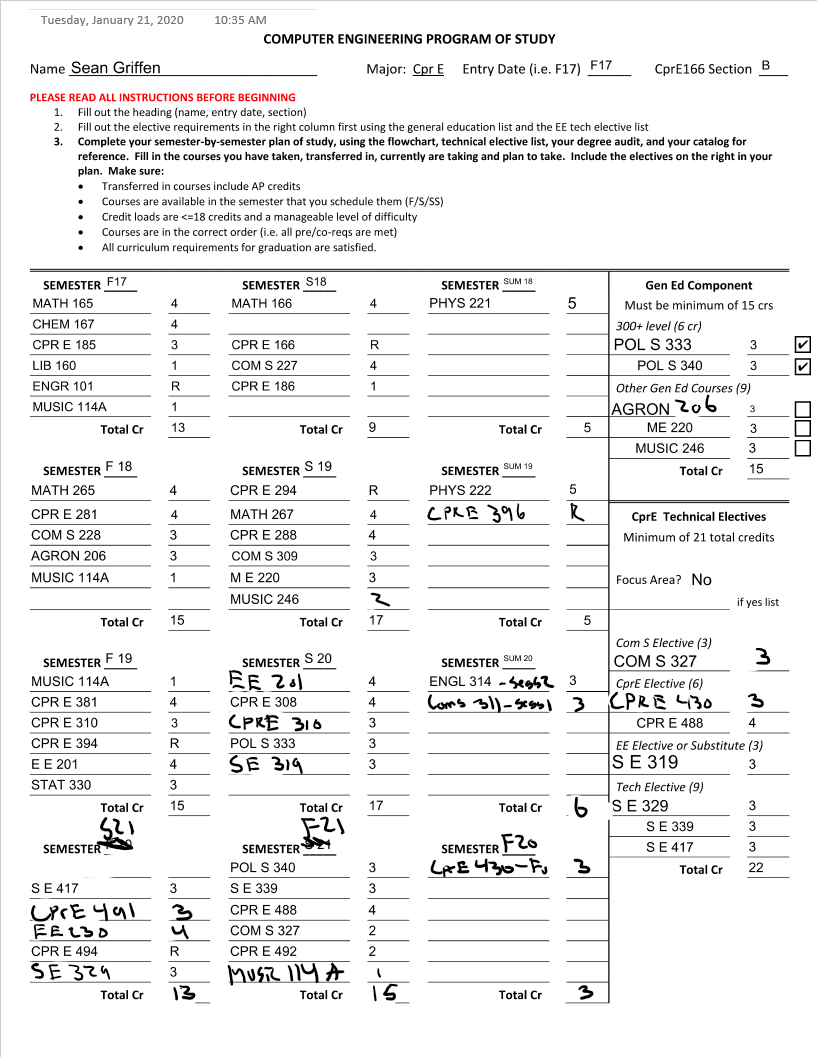 Tuesday, January 21, 2020 10:35 AM
COMPUTER ENGINEERING PROGRAM OF STUDY
Name Sean Griffen Major: Cpr E Entry Date (i.e. F17) F17 CprE166 Section B
PLEASE READ ALL INSTRUCTIONS BEFORE BEGINNING
1. Fill out the heading (name, entry date, section)
2. Fill out the elective requirements in the right column first using the general education list and the EE tech elective list
3. Complete your semester-by-semester plan of study, using the flowchart, technical elective list, your degree audit, and your catalog for
reference. Fill in the courses you have taken, transferred in, currently are taking and plan to take. Include the electives on the right in your
plan. Make sure:
• Transferred in courses include AP credits
• Courses are available in the semester that you schedule them (F/S/SS)
• Credit loads are <=18 credits and a manageable level of difficulty
• Courses are in the correct order (i.e. all pre/co-reqs are met)
• All curriculum requirements for graduation are satisfied.
SEMESTER F17
MATH 165 4
CHEM 167 4
CPR E 185 3
LIB 160 1
ENGR 101 R
MUSIC 114A 1
Total Cr 13
SEMESTER S18
MATH 166 4
CPR E 166 R
COM S 227 4
CPR E 186 1
Total Cr 9
SEMESTER SUM 18
PHYS 221 5
Total Cr 5
SEMESTER F 18
MATH 265 4
CPR E 281 4
COM S 228 3
AGRON 206 3
MUSIC 114A 1
Total Cr 15
SEMESTER S 19
CPR E 294 R
MATH 267 4
CPR E 288 4
COM S 309 3
M E 220 3
MUSIC 246 2
Total Cr 17
SEMESTER SUM 19
PHYS 222 5
CPRE 396 R
Total Cr 5
SEMESTER F 19
MUSIC 114A 1
CPR E 381 4
CPR E 310 3
CPR E 394 R
E E 201 4
STAT 330 3
Total Cr 15
SEMESTER S 20
EE 201 4
CPR E 308 4
CPRE 310 3
POL S 333 3
SE 319 3
Total Cr 17
SEMESTER SUM 20
ENGL 314 -sess2 3
Coms 311-sess1 3
Total Cr 6
SEMESTER S21
S E 417 3
CPrE 491 3
EE230 4
CPR E 494 R
SE 329 3
Total Cr 13
SEMESTER F21
POL S 340 3
S E 339 3
CPR E 488 4
COM S 327 2
CPR E 492 2
MUSIC 114 A 1
Total Cr 15
SEMESTER F20
CPrE 430-Fu 3
Total Cr 3
Gen Ed Component
Must be minimum of 15 crs
300+ level (6 cr)
POL S 333 3 ✔
POL S 340 3 ✔
Other Gen Ed Courses (9)
AGRON 206 3
ME 220 3
MUSIC 246 3
Total Cr 15
CprE Technical Electives
Minimum of 21 total credits
Focus Area? No
if yes list
Com S Elective (3)
COM S 327 3
CprE Elective (6)
CPRE 430 3
CPR E 488 4
EE Elective or Substitute (3)
S E 319 3
Tech Elective (9)
S E 329 3
S E 339 3
S E 417 3
Total Cr 22